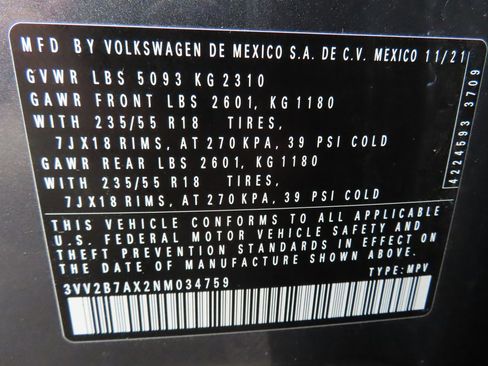 MFD BY VOLKSWAGEN DE MEXICO S.A. DE C.V. MEXICO 11/21
GVWR LBS 5093 KG 2310
GAWR FRONT LBS 2601, KG 1180
WITH 235/55 R18 TIRES,
7JX18 RIMS, AT 270 KPA, 39 PSI COLD
GAWR REAR LBS 2601, KG 1180
WITH 235/55 R18 TIRES,
7JX18 RIMS, AT 270 KPA, 39 PSI COLD
THIS VEHICLE CONFORMS TO ALL APPLICABLE
U.S. FEDERAL MOTOR VEHICLE SAFETY AND
THEFT PREVENTION STANDARDS IN EFFECT ON
THE DATE OF MANUFACTURE SHOWN ABOVE.
3VV2B7AX2NM034759 TYPE: MPV
4224593 3709